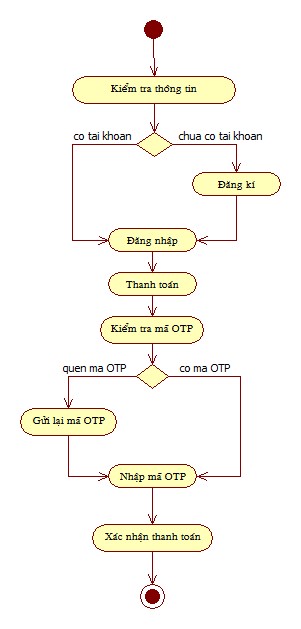 Kiểm tra thông tin
co tai khoan
chua co tai khoan
Đăng kí
Đăng nhập
Thanh toán
Kiểm tra mã OTP
quen ma OTP
co ma OTP
Gửi lại mã OTP
Nhập mã OTP
Xác nhận thanh toán